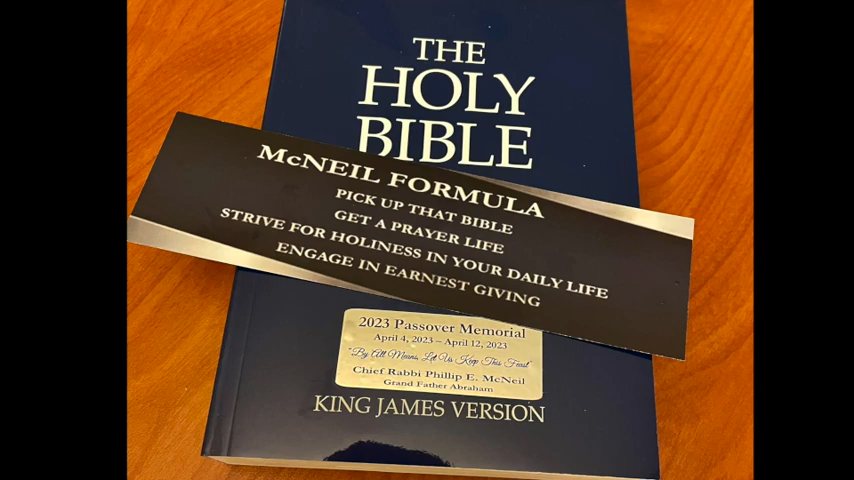 THE
HOLY
BIBLE
McNEIL FORMULA
PICK UP THAT BIBLE
GET A PRAYER LIFE
STRIVE FOR HOLINESS IN YOUR DAILY LIFE
ENGAGE IN EARNEST GIVING
2023 Passover Memorial
April 4, 2023 – April 12, 2023
"By All Means, Let Us Keep This Feast"
Chief Rabbi Phillip E. McNeil
Grand Father Abraham
KING JAMES VERSION